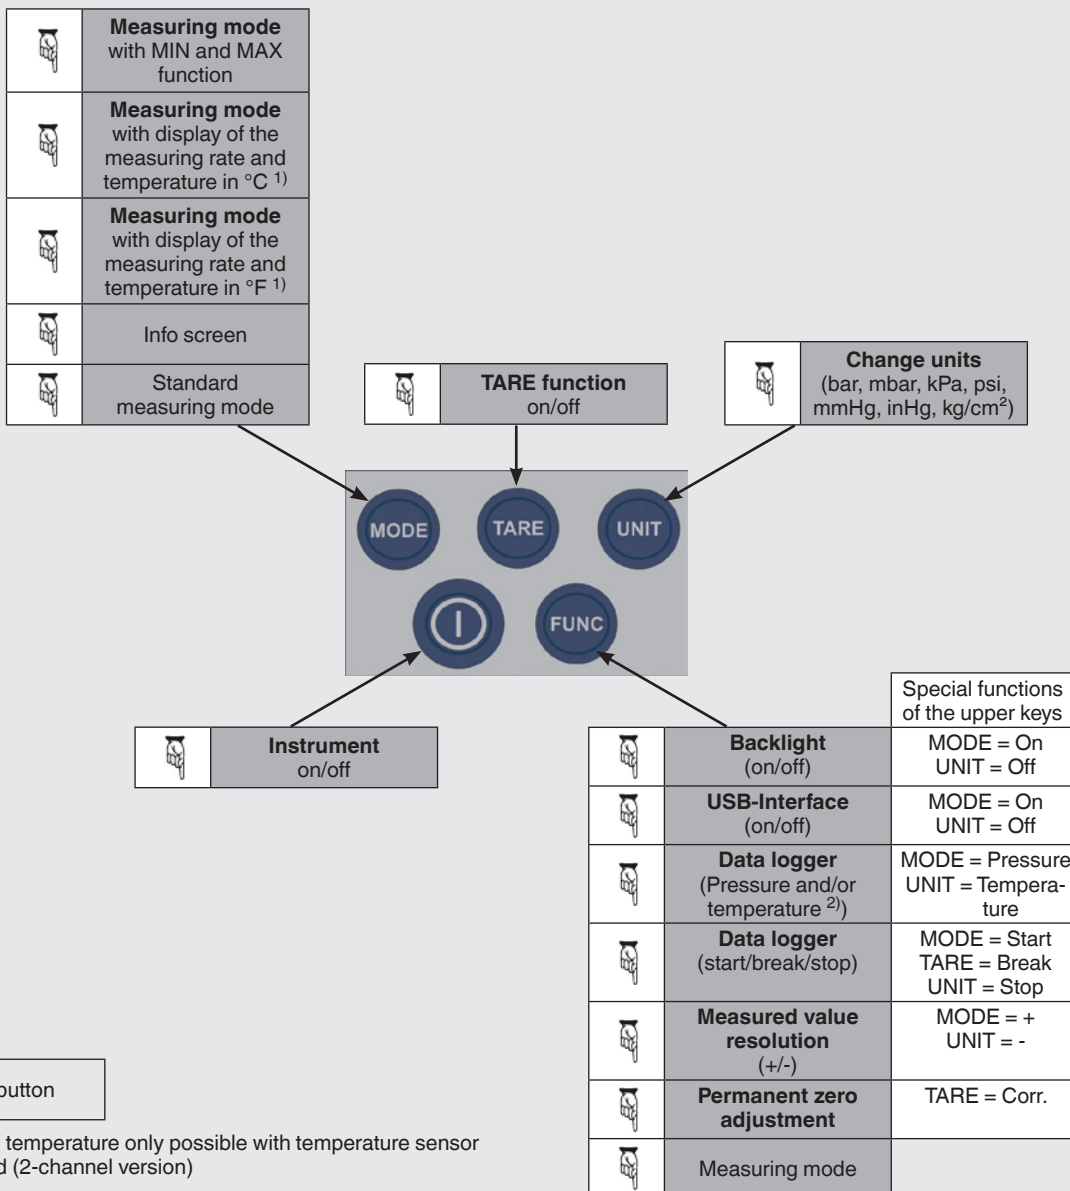 Measuring mode
with MIN and MAX
function
Measuring mode
with display of the
measuring rate and
temperature in °C 1)
Measuring mode
with display of the
measuring rate and
temperature in °F 1)
Info screen
Standard
measuring mode
TARE function
on/off
Change units
(bar, mbar, kPa, psi,
mmHg, inHg, kg/cm²)
MODE
TARE
UNIT
FUNC
Instrument
on/off
Special functions
of the upper keys
Backlight
(on/off)
MODE = On
UNIT = Off
USB-Interface
(on/off)
MODE = On
UNIT = Off
Data logger
(Pressure and/or
temperature 2))
MODE = Pressure
UNIT = Tempera-
ture
Data logger
(start/break/stop)
MODE = Start
TARE = Break
UNIT = Stop
Measured value
resolution
(+/-)
MODE = +
UNIT = -
Permanent zero
adjustment
TARE = Corr.
Measuring mode
button
temperature only possible with temperature sensor
(2-channel version)